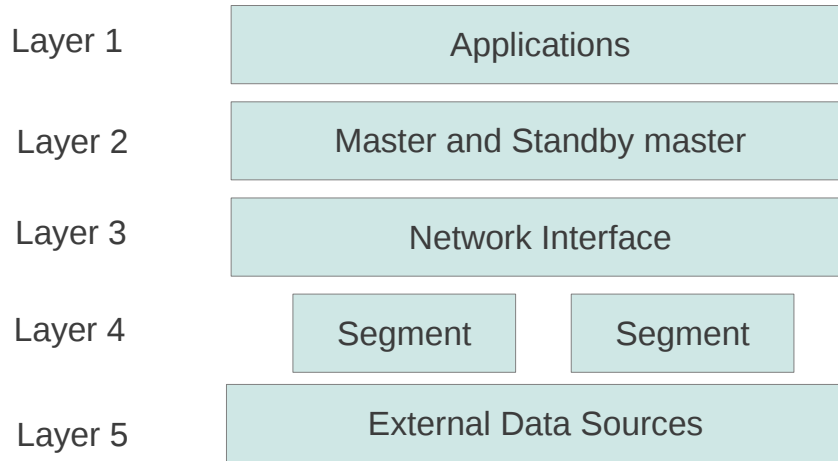 Layer 1 Applications
Layer 2 Master and Standby master
Layer 3 Network Interface
Layer 4 Segment Segment
Layer 5 External Data Sources